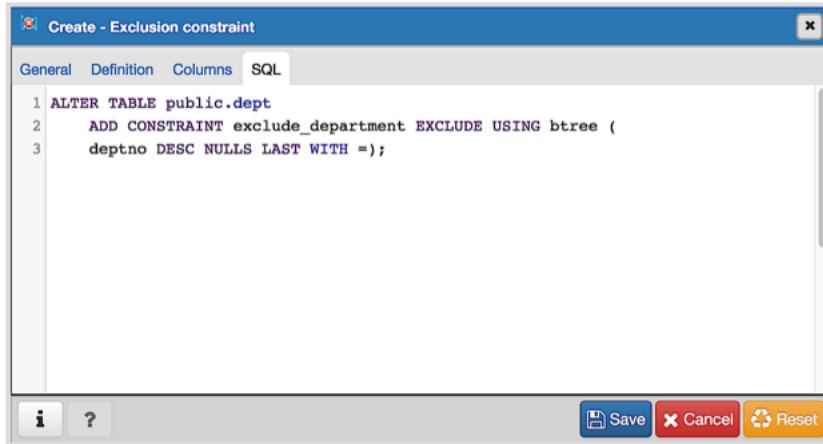 Create - Exclusion constraint
General Definition Columns SQL
1 ALTER TABLE public.dept
2 ADD CONSTRAINT exclude_department EXCLUDE USING btree (
3 deptno DESC NULLS LAST WITH =);
i ? Save Cancel Reset